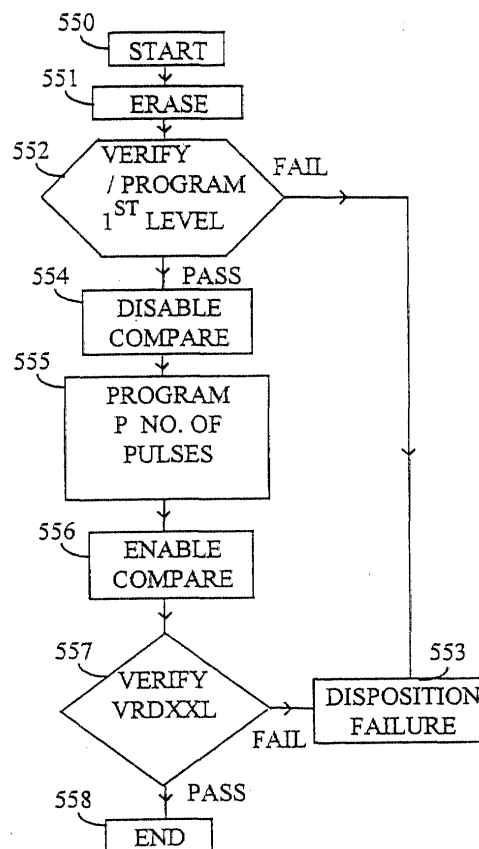 550
START
551
ERASE
552
VERIFY
/ PROGRAM
1ST LEVEL
FAIL
PASS
554
DISABLE
COMPARE
555
PROGRAM
P NO. OF
PULSES
556
ENABLE
COMPARE
557
VERIFY
VRDXXL
FAIL
553
DISPOSITION
FAILURE
PASS
558
END